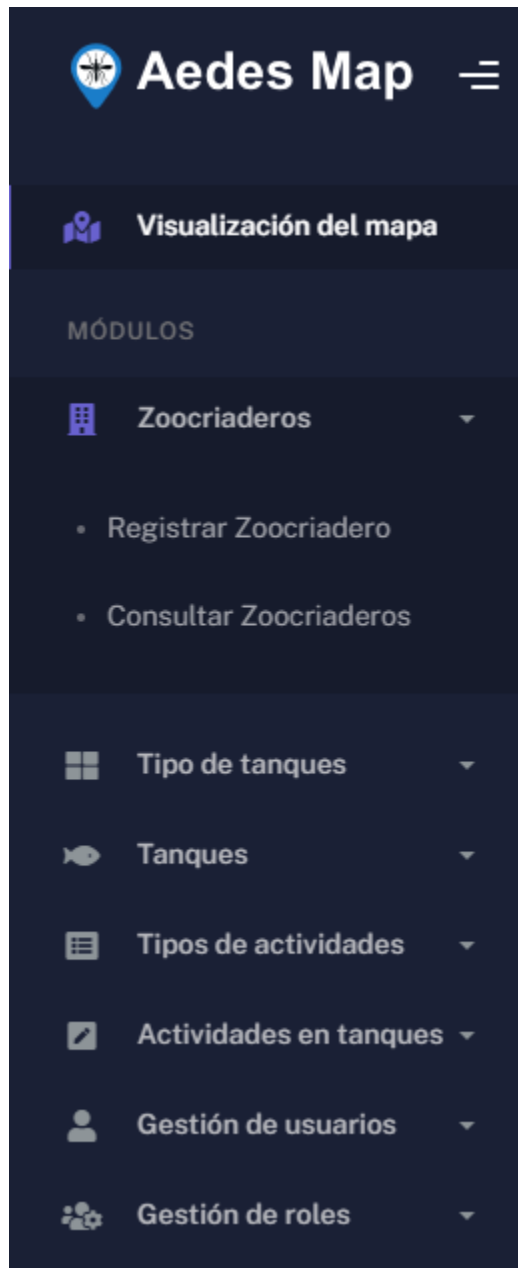 Aedes Map
Visualización del mapa
MÓDULOS
Zoocriaderos
• Registrar Zoocriadero
• Consultar Zoocriaderos
Tipo de tanques
Tanques
Tipos de actividades
Actividades en tanques
Gestión de usuarios
Gestión de roles